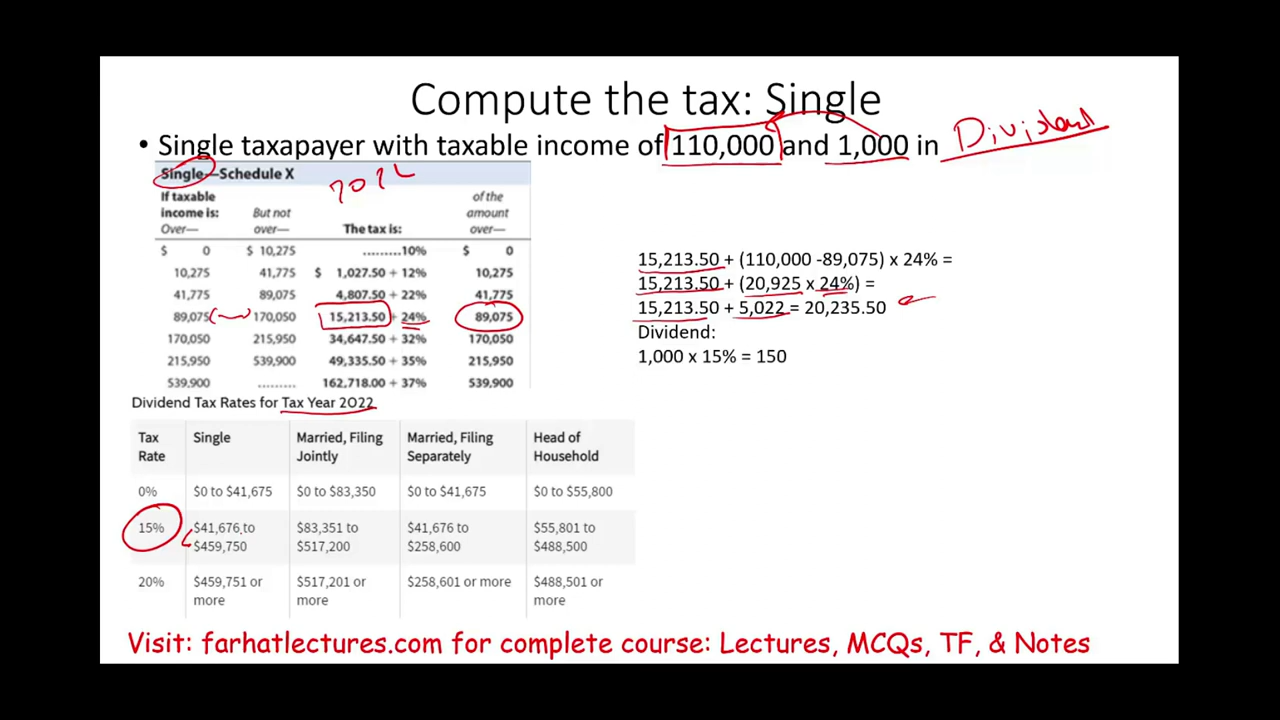 Compute the tax: Single
• Single taxapayer with taxable income of 110,000 and 1,000 in Dividend
Single—Schedule X
2022
If taxable income is: Over— But not over— The tax is: of the amount over—
$ 0 $ 10,275 .........10% $ 0
10,275 41,775 $ 1,027.50 + 12% 10,275
41,775 89,075 4,807.50 + 22% 41,775
89,075 170,050 15,213.50 + 24% 89,075
170,050 215,950 34,647.50 + 32% 170,050
215,950 539,900 49,335.50 + 35% 215,950
539,900 ......... 162,718.00 + 37% 539,900
15,213.50 + (110,000 -89,075) x 24% =
15,213.50 + (20,925 x 24%) =
15,213.50 + 5,022 = 20,235.50
Dividend:
1,000 x 15% = 150
Dividend Tax Rates for Tax Year 2022
Tax Rate Single Married, Filing Jointly Married, Filing Separately Head of Household
0% $0 to $41,675 $0 to $83,350 $0 to $41,675 $0 to $55,800
15% $41,676 to $459,750 $83,351 to $517,200 $41,676 to $258,600 $55,801 to $488,500
20% $459,751 or more $517,201 or more $258,601 or more $488,501 or more
Visit: farhatlectures.com for complete course: Lectures, MCQs, TF, & Notes